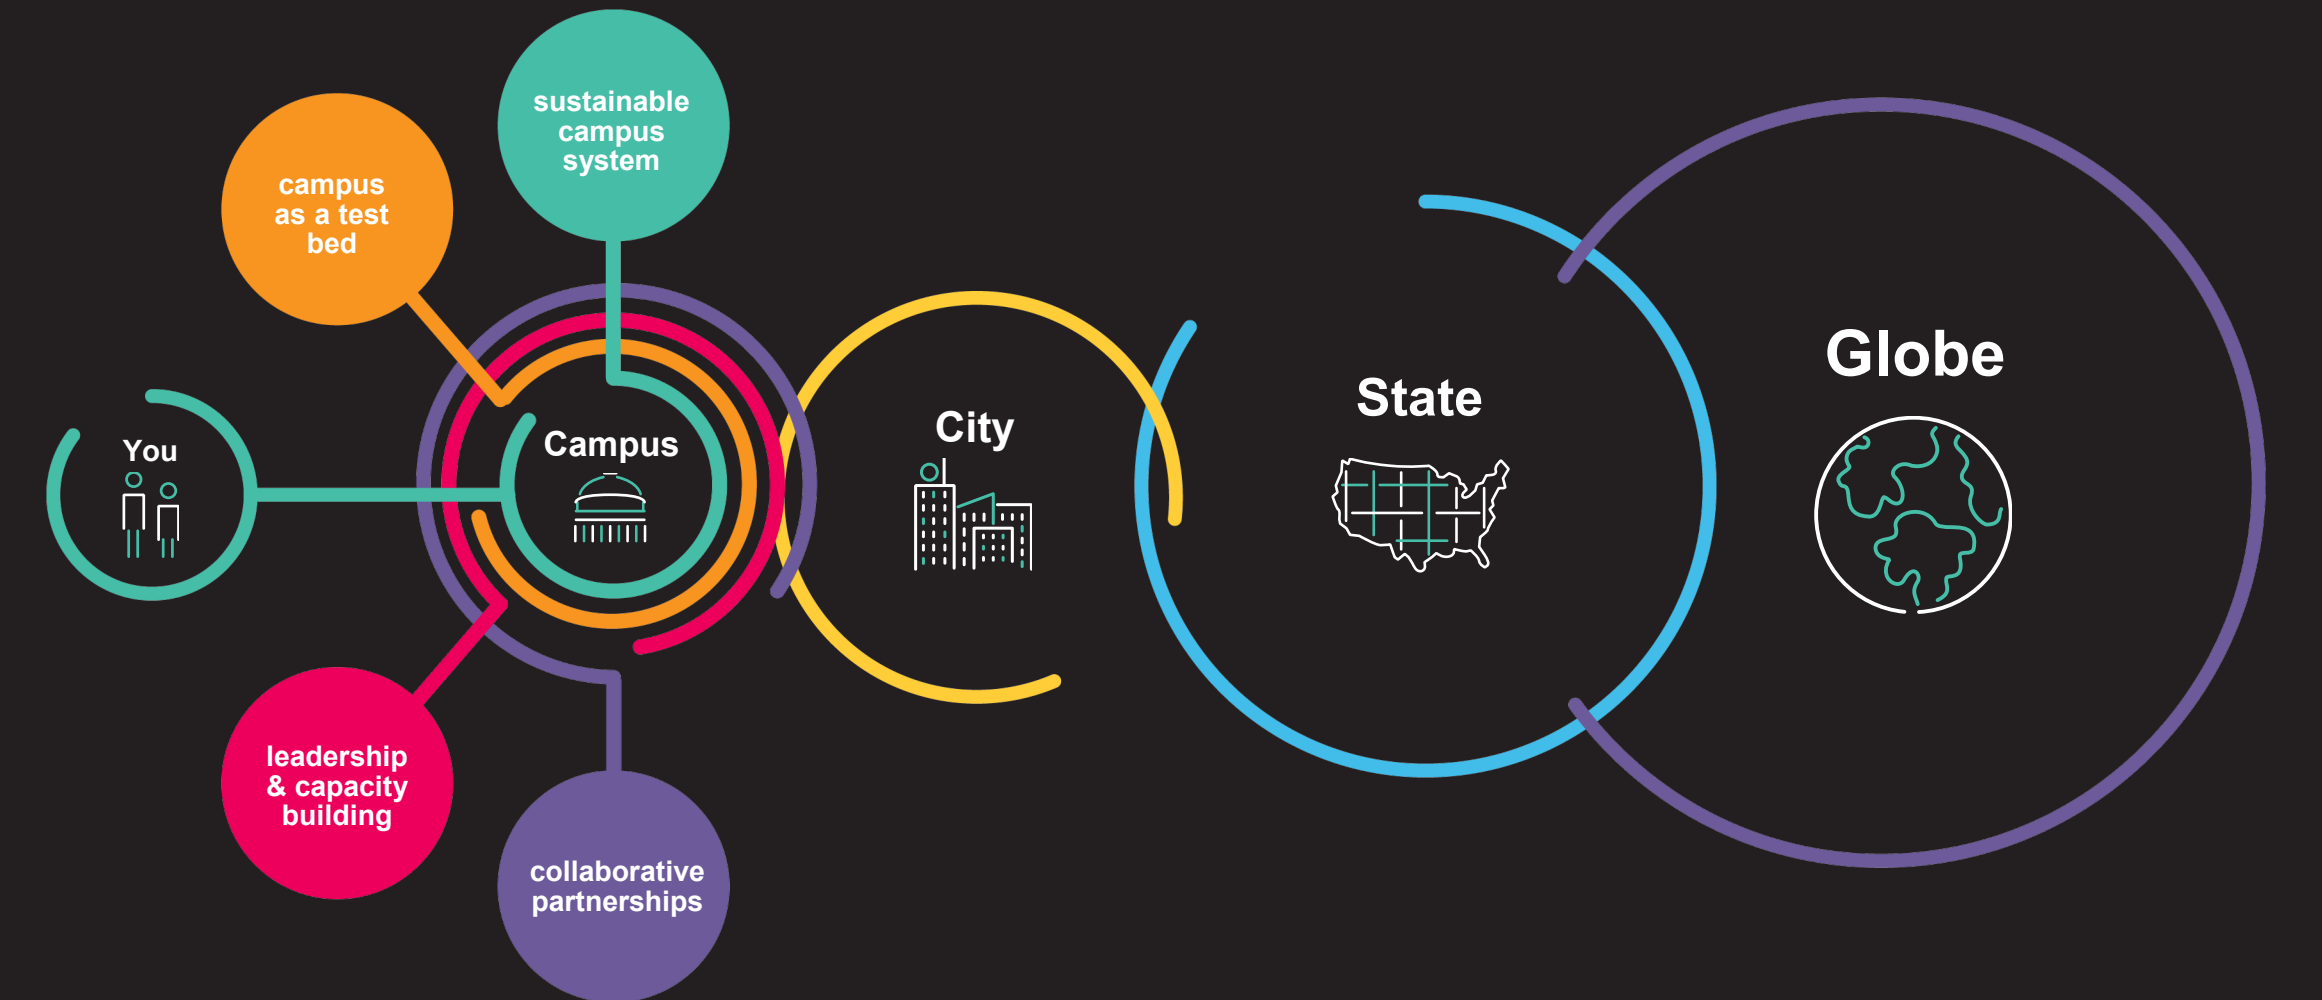 sustainable
campus
system
campus
as a test
bed
You
Campus
City
State
Globe
leadership
& capacity
building
collaborative
partnerships